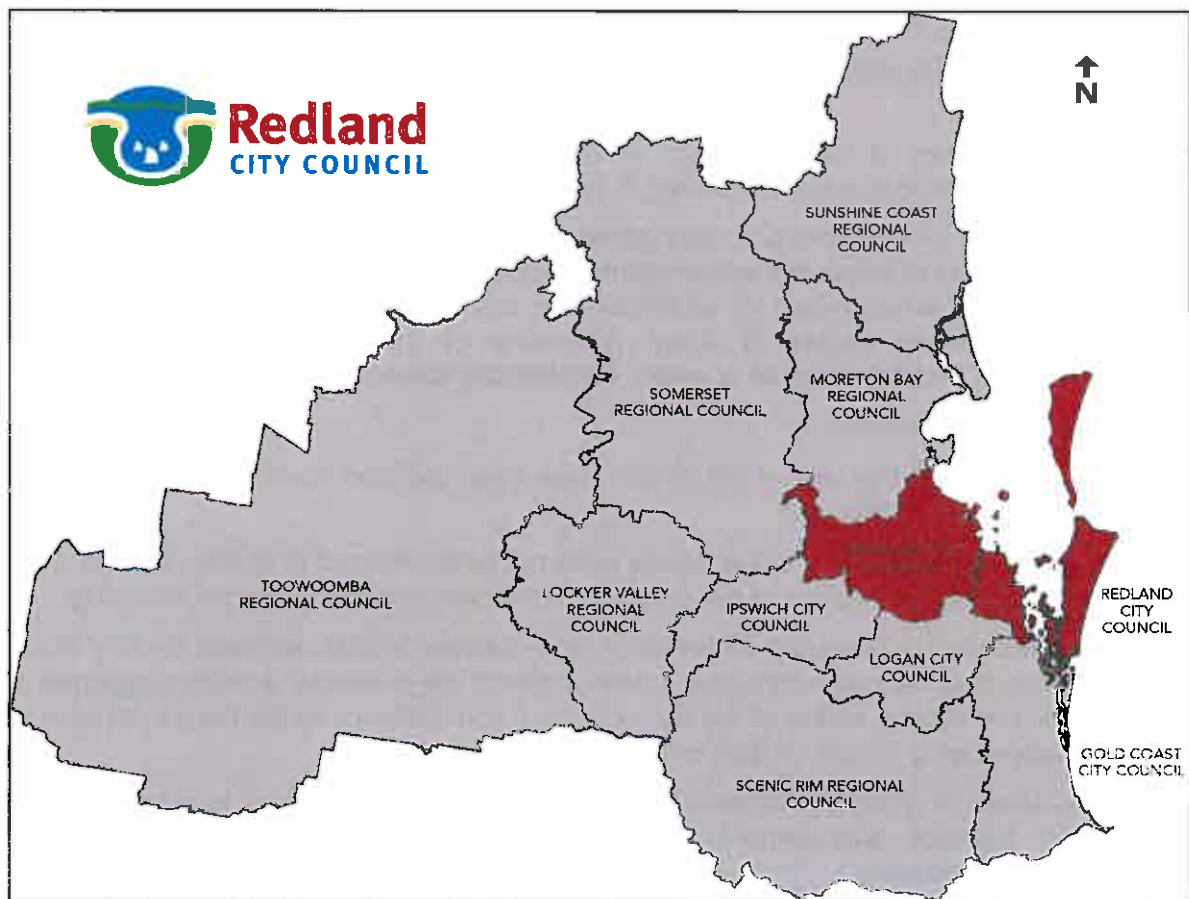 Redland
CITY COUNCIL
N
SUNSHINE COAST
REGIONAL
COUNCIL
SOMERSET
REGIONAL COUNCIL
MORETON BAY
REGIONAL
COUNCIL
TOOWOOMBA
REGIONAL COUNCIL
LOCKYER VALLEY
REGIONAL
COUNCIL
IPSWICH CITY
COUNCIL
LOGAN CITY
COUNCIL
REDLAND
CITY
COUNCIL
SCENIC RIM REGIONAL
COUNCIL
GOLD COAST
CITY COUNCIL